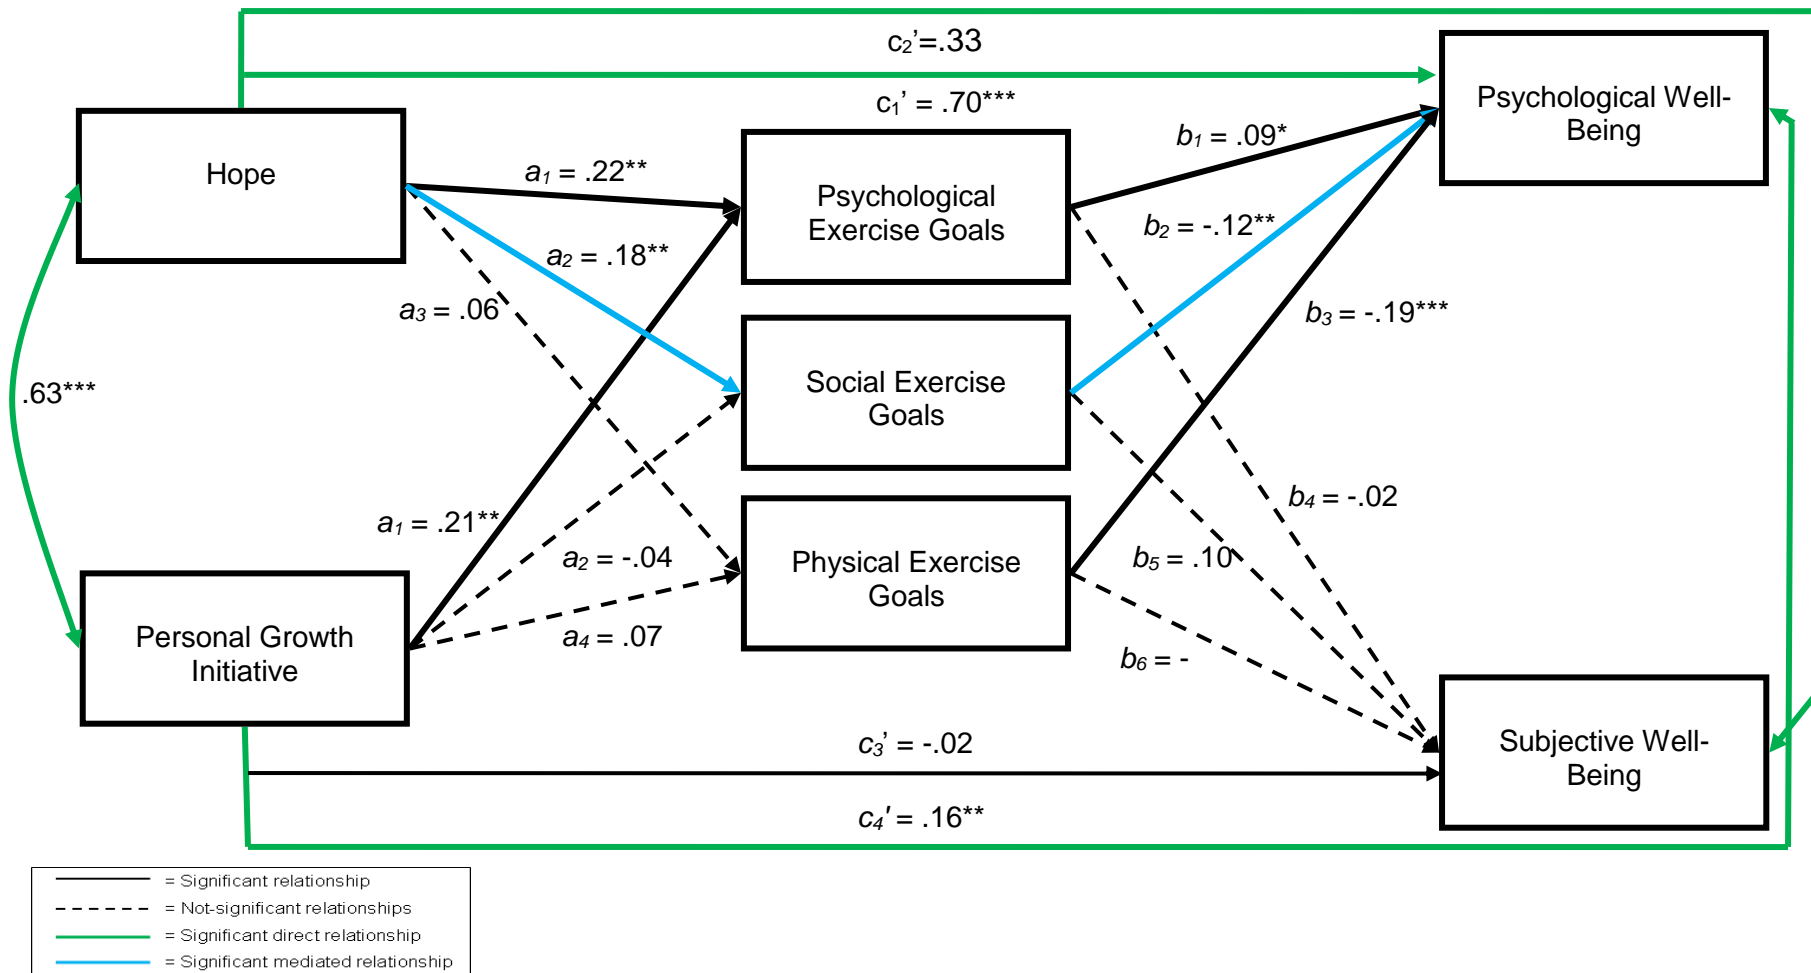 c₂’=.33
c₁’ = .70***
Hope
Psychological Well-
Being
a₁ = .22**
b₁ = .09*
Psychological
Exercise Goals
a₂ = .18**
b₂ = -.12**
a₃ = .06
b₃ = -.19***
.63***
Social Exercise
Goals
a₁ = .21**
b₄ = -.02
a₂ = -.04
Physical Exercise
Goals
b₅ = .10
a₄ = .07
b₆ = -
Personal Growth
Initiative
c₃’ = -.02
Subjective Well-
Being
c₄’ = .16**
= Significant relationship
= Not-significant relationships
= Significant direct relationship
= Significant mediated relationship